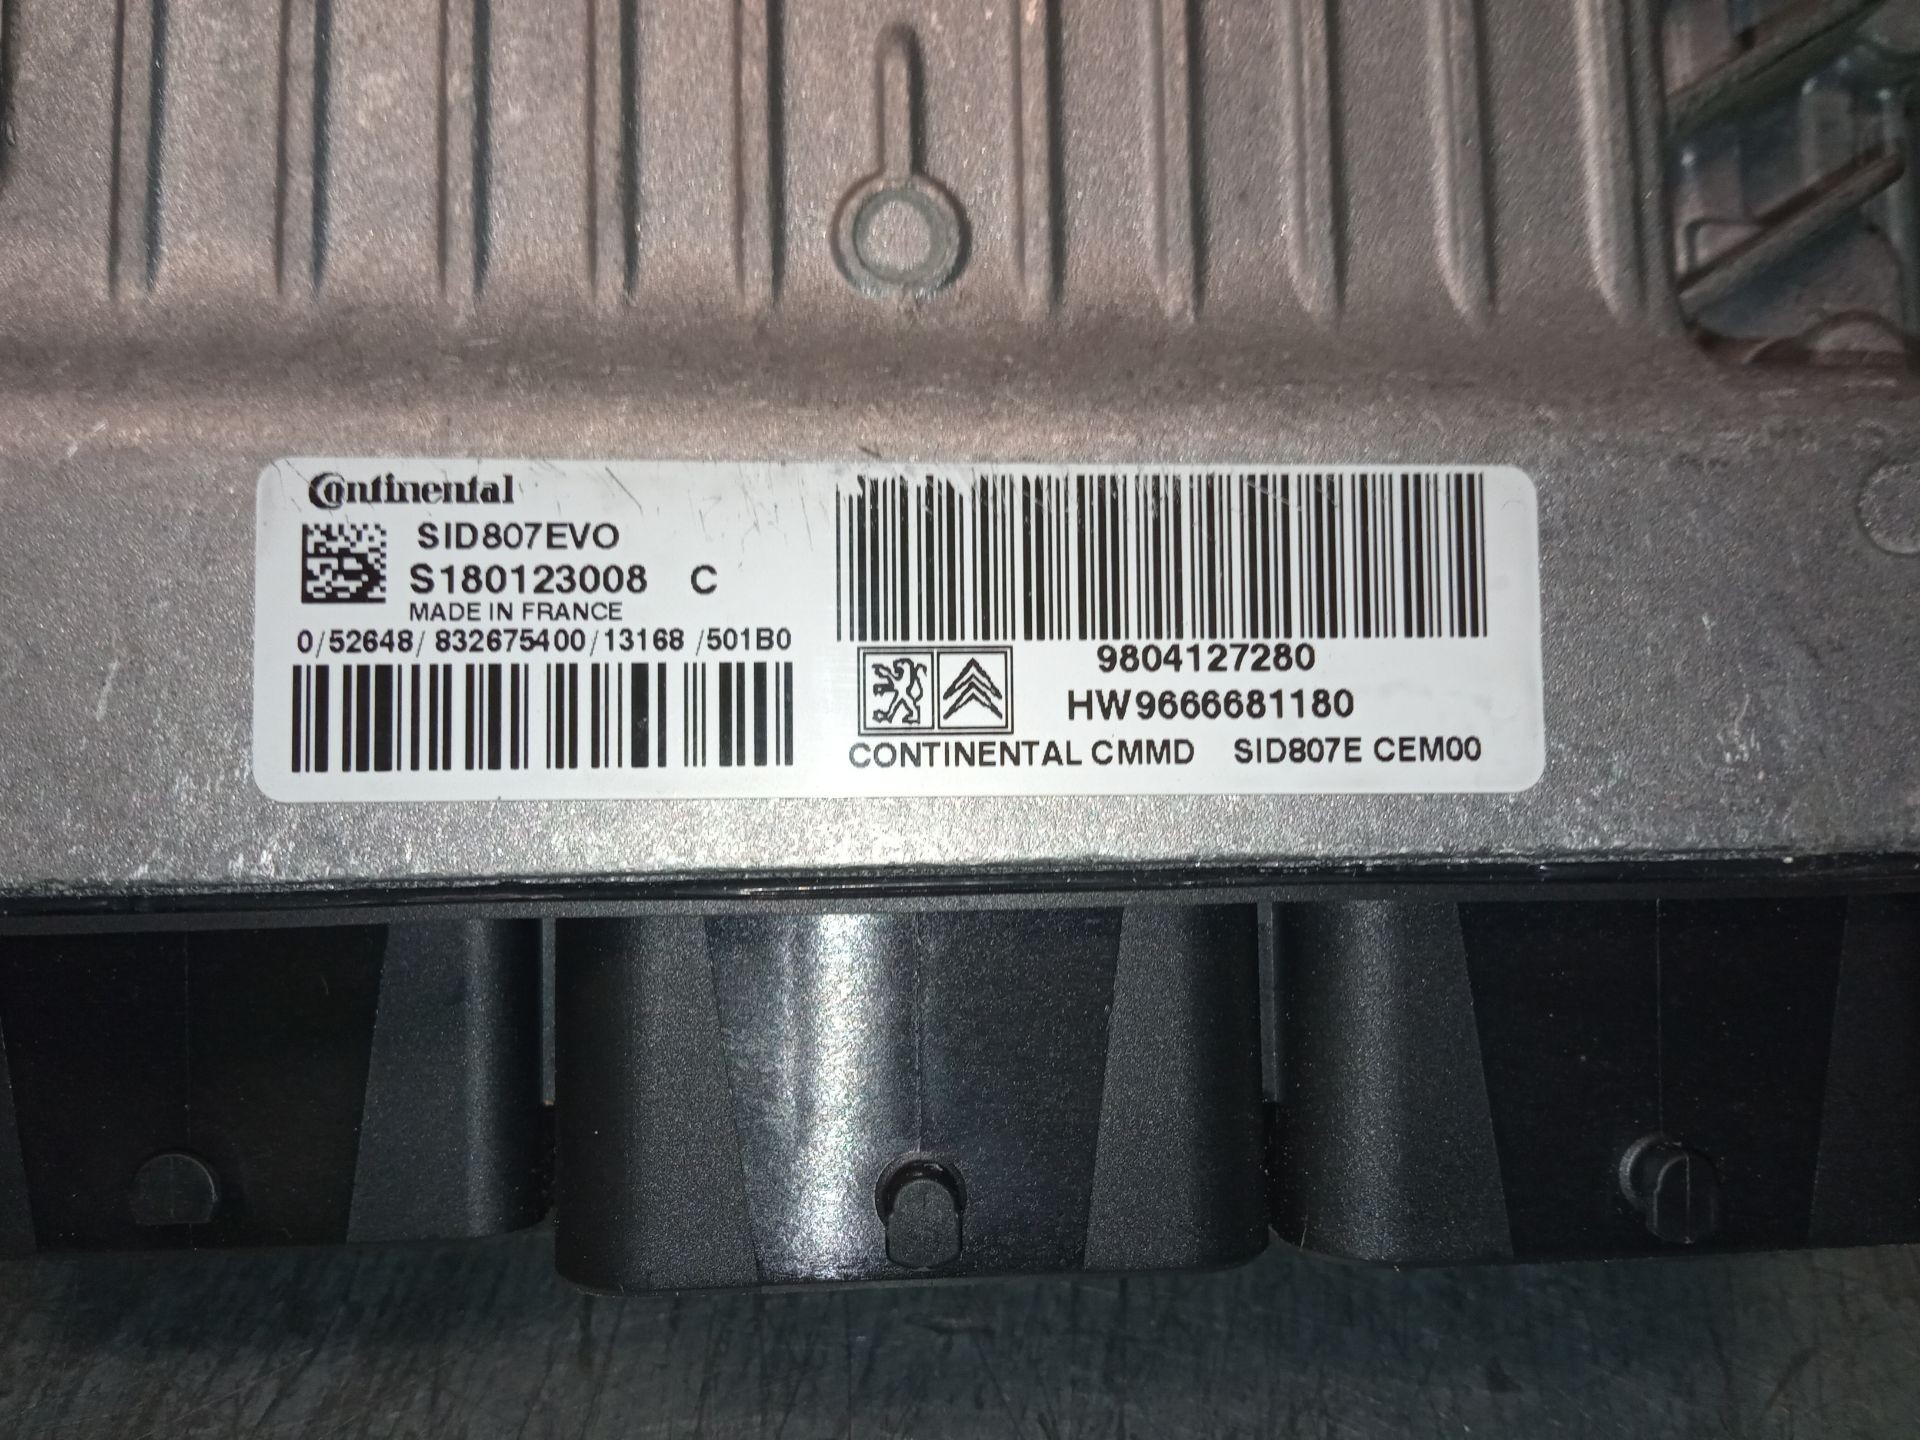 Continental
SID807EVO
S180123008 C
MADE IN FRANCE
0/52648/832675400/13168/501B0
9804127280
HW9666681180
CONTINENTAL CMMD SID807E CEM00